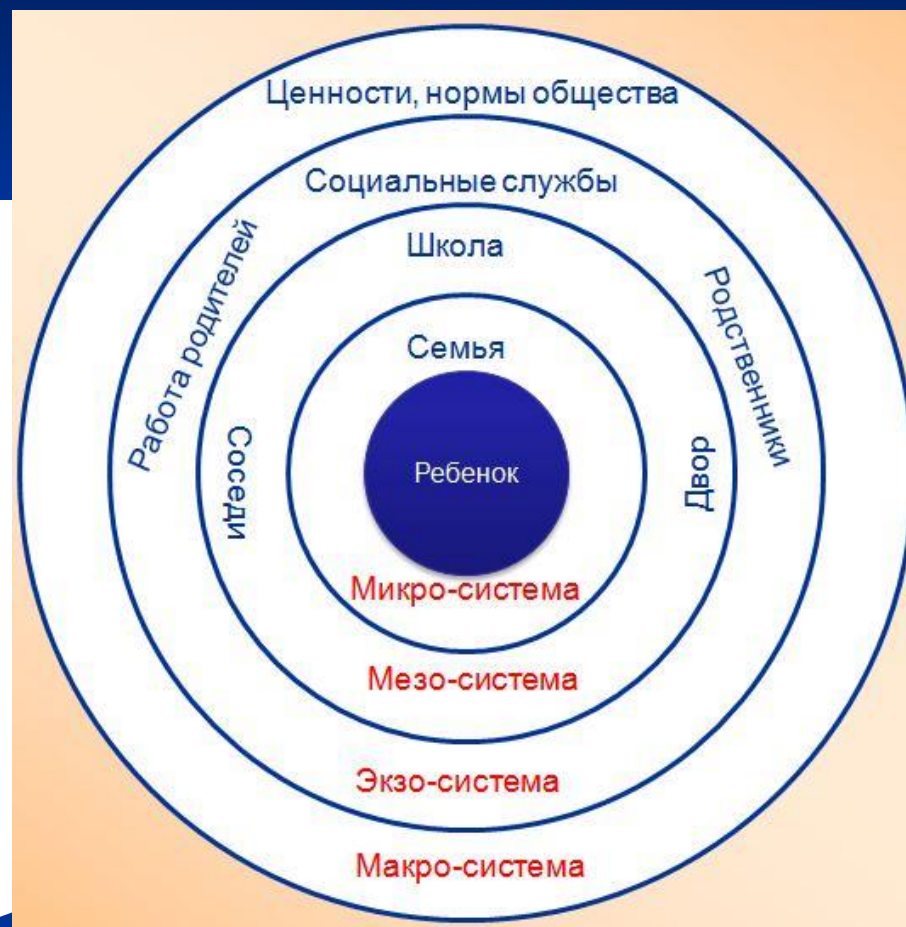 Ценности, нормы общества
Социальные службы
Школа
Работа родителей
Родственники
Семья
Соседи
Двор
Ребенок
Микро-система
Мезо-система
Экзо-система
Макро-система